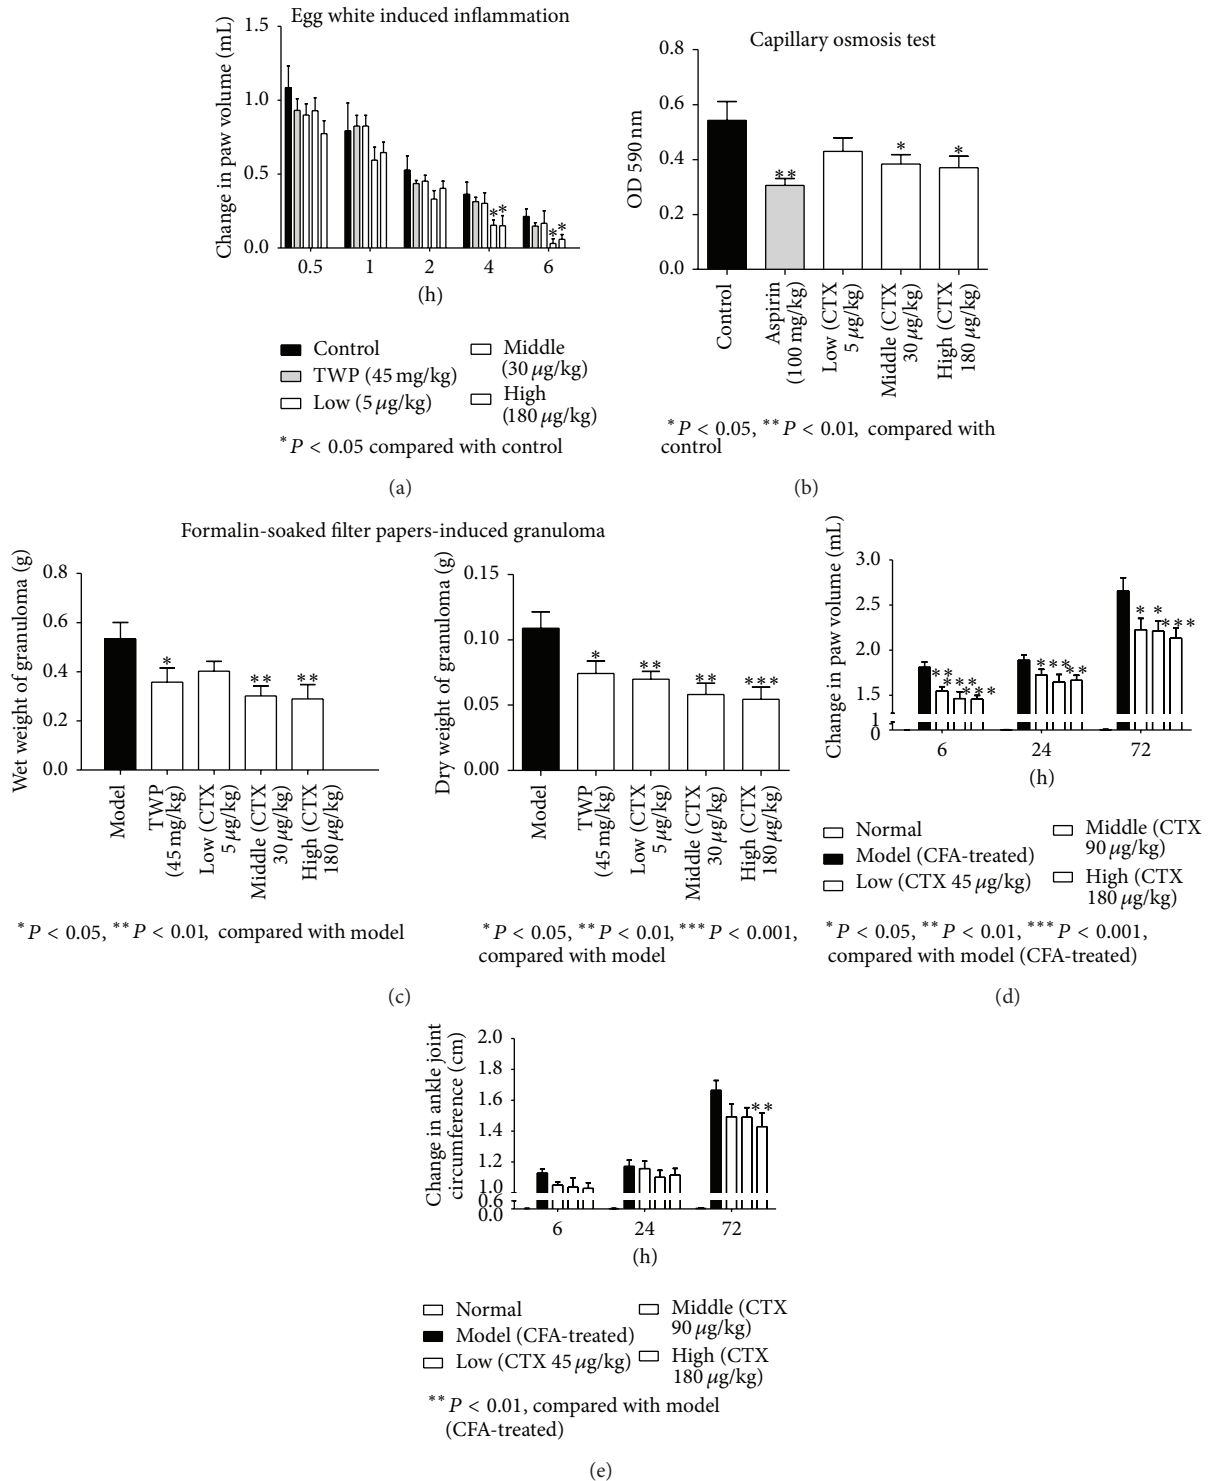 Egg white induced inflammation
Change in paw volume (mL)
1.5
1.0
0.5
0.0
0.5 1 2 4 6
(h)
** **
Control
TWP (45 mg/kg)
Low (5 μg/kg)
Middle
(30 μg/kg)
High
(180 μg/kg)
*P < 0.05 compared with control
(a)
Capillary osmosis test
OD 590 nm
0.8
0.6
0.4
0.2
0.0
** * *
Control
Aspirin
(100 mg/kg)
Low (CTX
5 μg/kg)
Middle (CTX
30 μg/kg)
High (CTX
180 μg/kg)
*P < 0.05, **P < 0.01, compared with
control
(b)
Formalin-soaked filter papers-induced granuloma
Wet weight of granuloma (g)
0.8
0.6
0.4
0.2
0.0
* ** **
Model
TWP
(45 mg/kg)
Low (CTX
5 μg/kg)
Middle (CTX
30 μg/kg)
High (CTX
180 μg/kg)
*P < 0.05, **P < 0.01, compared with model
Dry weight of granuloma (g)
0.15
0.10
0.05
0.00
* ** ** ***
Model
TWP
(45 mg/kg)
Low (CTX
5 μg/kg)
Middle (CTX
30 μg/kg)
High (CTX
180 μg/kg)
*P < 0.05, **P < 0.01, ***P < 0.001,
compared with model
(c)
Change in paw volume (mL)
3.0
2.5
2.0
1.5
1
0
** *** ***
*** **
* * ***
6 24 72
(h)
Normal
Model (CFA-treated)
Low (CTX 45 μg/kg)
Middle (CTX
90 μg/kg)
High (CTX
180 μg/kg)
*P < 0.05, **P < 0.01, ***P < 0.001,
compared with model (CFA-treated)
(d)
Change in ankle joint
circumference (cm)
2.0
1.8
1.6
1.4
1.2
1.0
0.6
0.0
**
6 24 72
(h)
Normal
Model (CFA-treated)
Low (CTX 45 μg/kg)
Middle (CTX
90 μg/kg)
High (CTX
180 μg/kg)
**P < 0.01, compared with model
(CFA-treated)
(e)